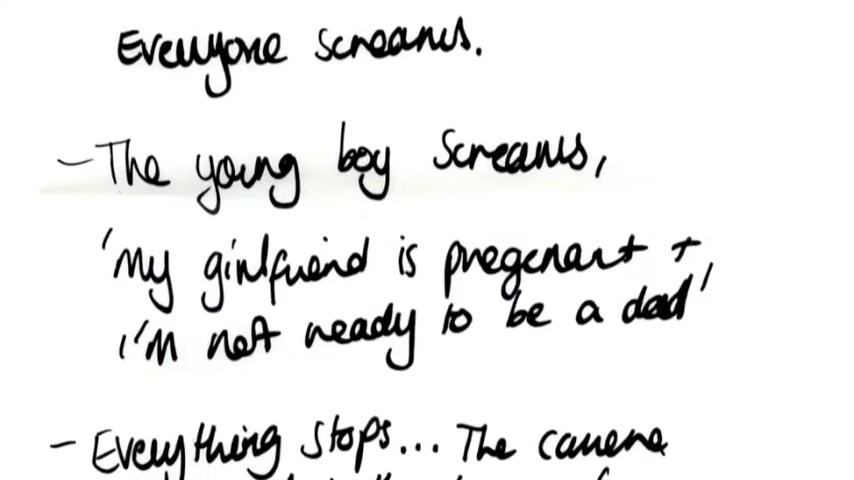 Everyone screams.
- The young boy screams,
'My girlfriend is pregenant +
I'm not ready to be a dad'
- Everything stops... The camera